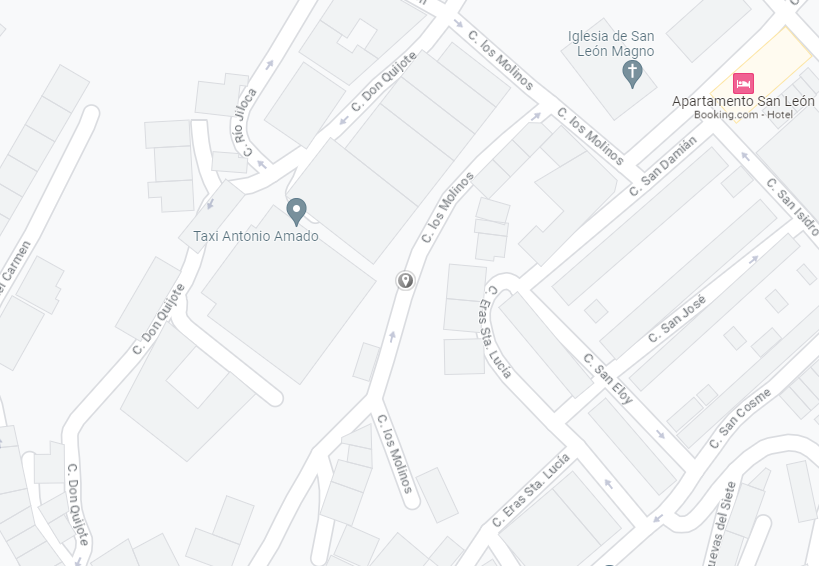 Iglesia de San
León Magno
C. los Molinos
C. Don Quijote
Apartamento San León
Booking.com - Hotel
C. Río Jiloca
C. los Molinos
C. San Damián
C. San Isidro
C. los Molinos
Taxi Antonio Amado
Carmen
C. Don Quijote
C. Eras Sta. Lucía
C. San José
C. San Eloy
C. San Cosme
C. los Molinos
C. Don Quijote
C. Eras Sta. Lucía
uevas del Siete